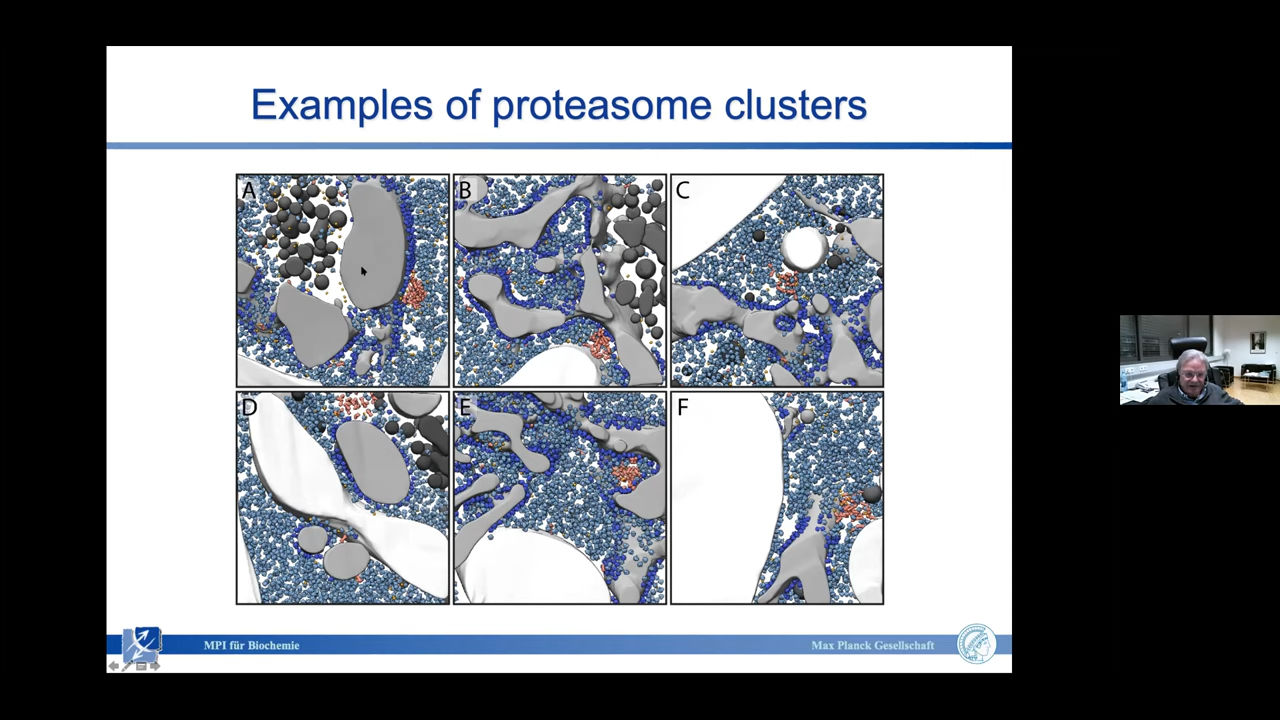 Examples of proteasome clusters
A
B
C
D
E
F
MPI für Biochemie
Max Planck Gesellschaft